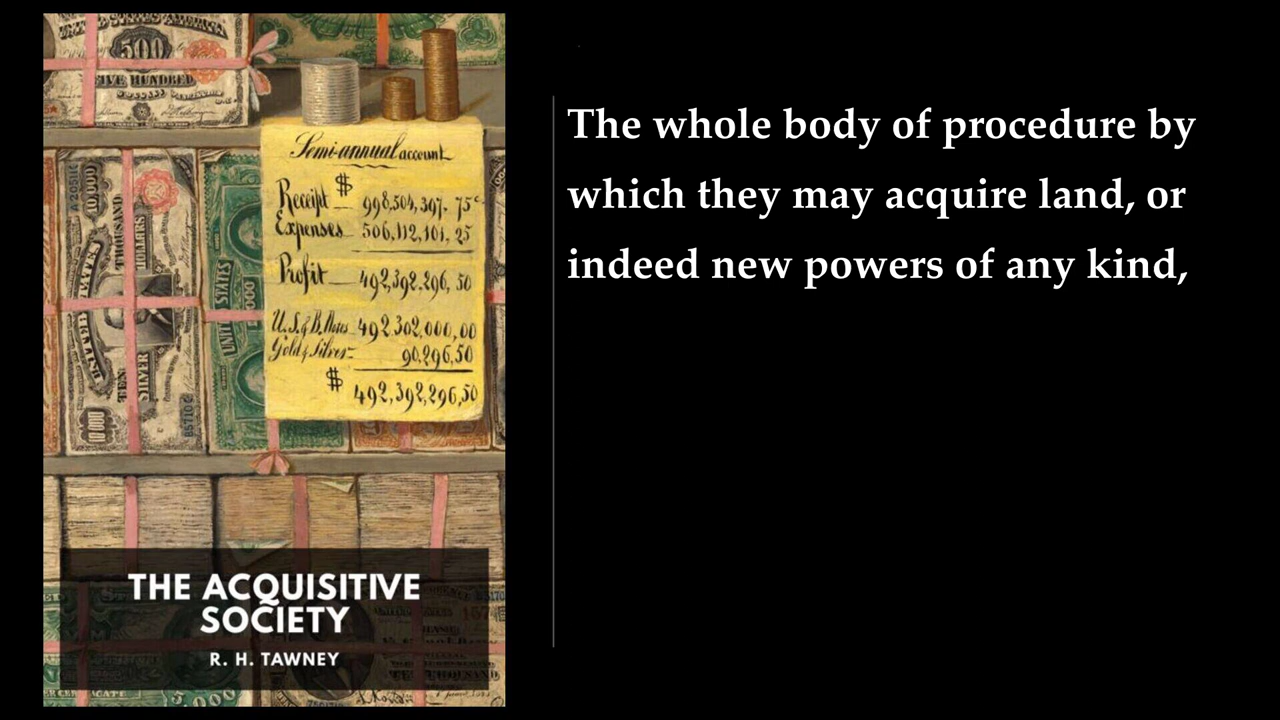 500
FIVE HUNDRED
Semi-annual account
$
Receipt 998,504,397. 75c
Expenses 506,112,101, 25
Profit 492,392,296, 50
U.S.& B. Notes 492.302,000,00
Gold & Silver 90,296,50
$ 492,392,296,50
THE ACQUISITIVE
SOCIETY
R. H. TAWNEY
The whole body of procedure by
which they may acquire land, or
indeed new powers of any kind,